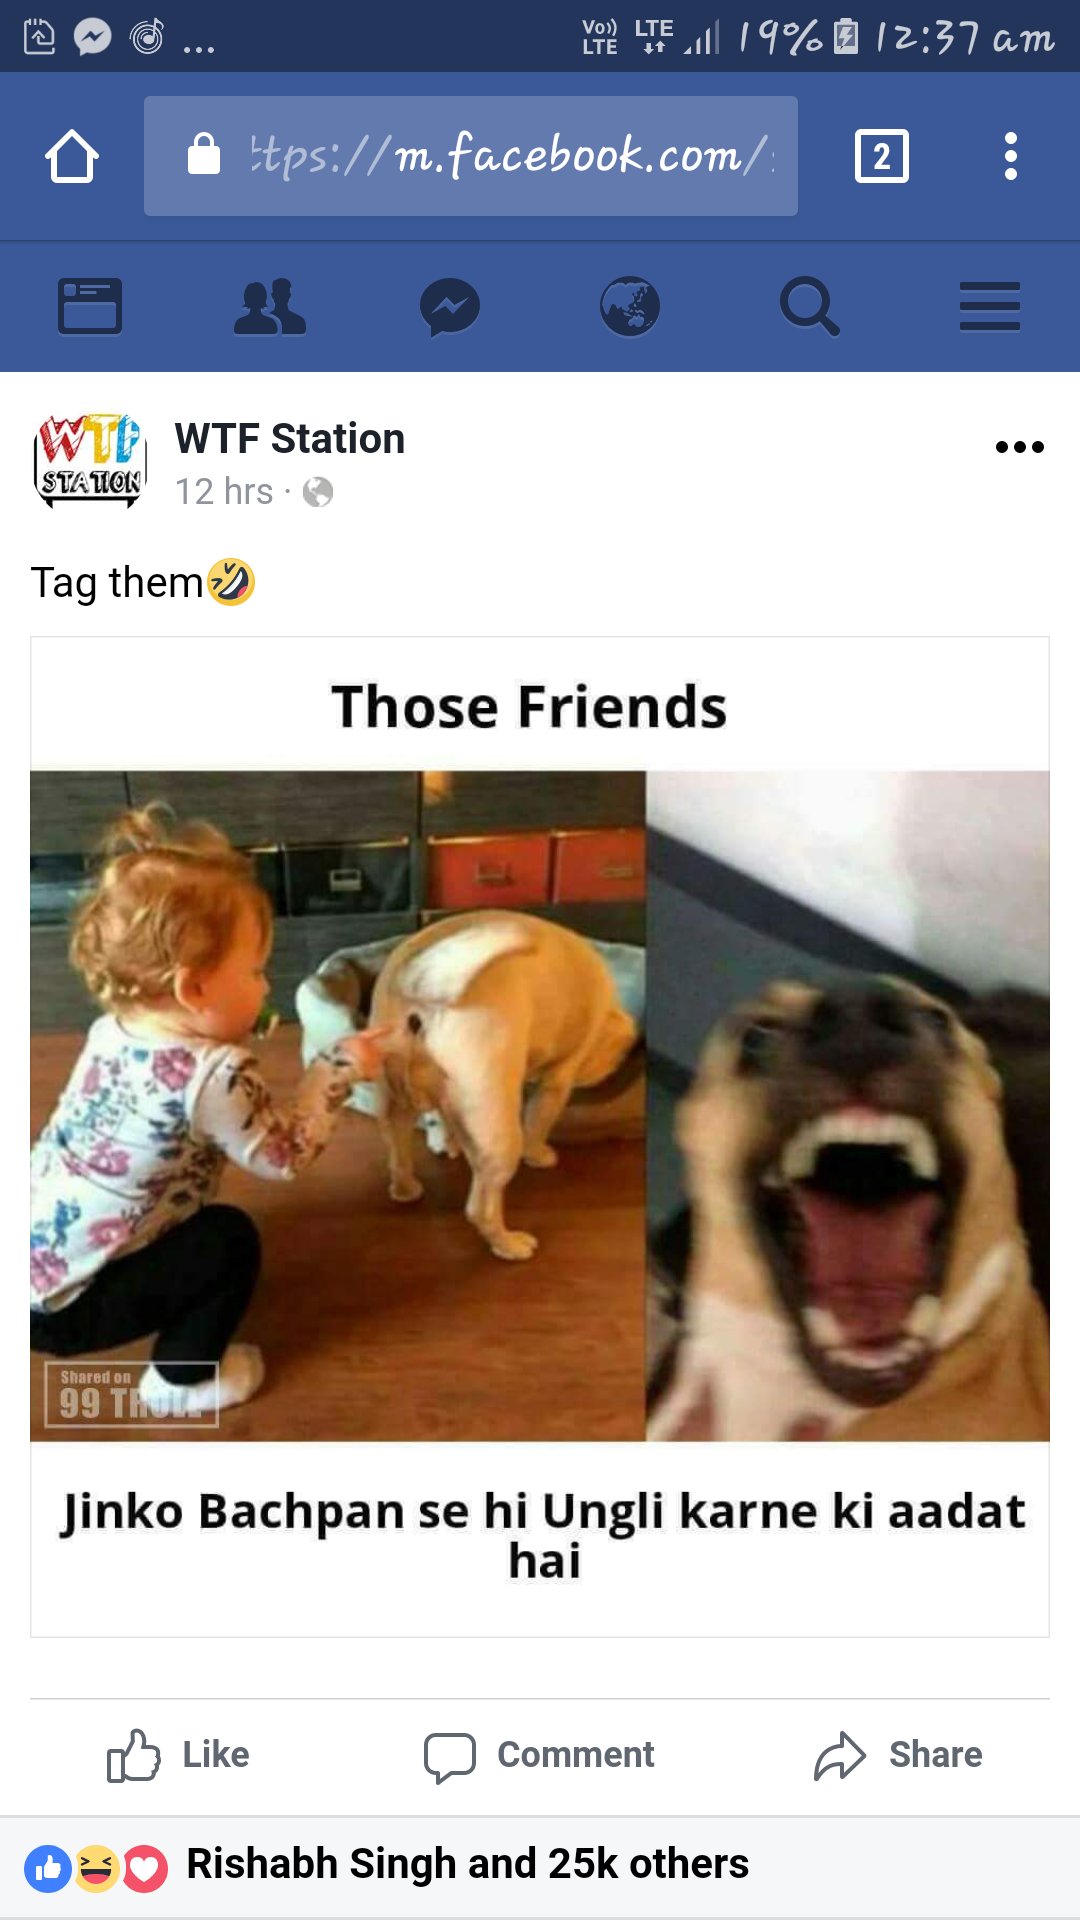 Vo)) LTE
LTE
19%
12:37 am
ttps://m.facebook.com/
2
WTF STATION
WTF Station
12 hrs ·
Tag them🤣
Those Friends
Shared on
99 TROLL
Jinko Bachpan se hi Ungli karne ki aadat
hai
Like Comment Share
Rishabh Singh and 25k others